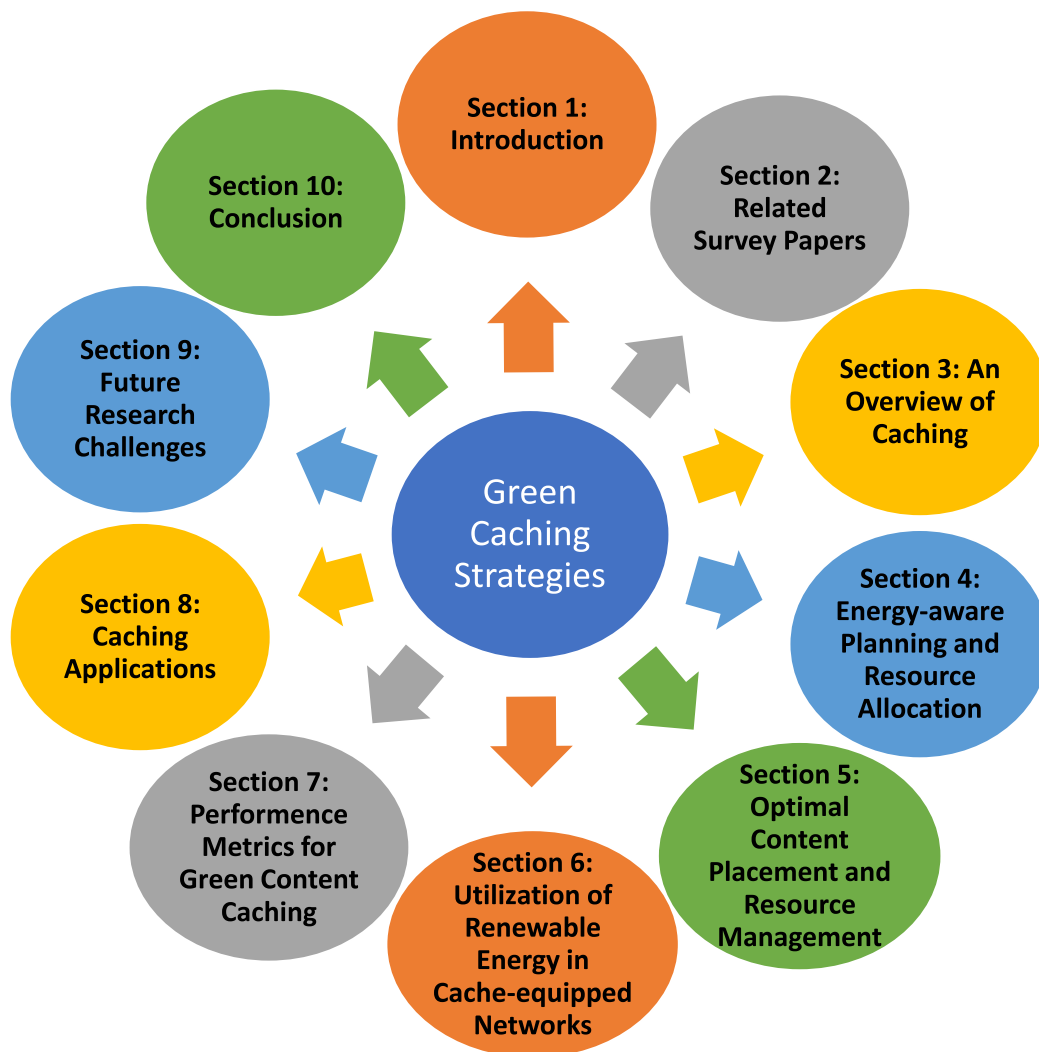 Section 1:
Introduction
Section 2:
Related
Survey Papers
Section 3: An
Overview of
Caching
Section 4:
Energy-aware
Planning and
Resource
Allocation
Section 5:
Optimal
Content
Placement and
Resource
Management
Section 6:
Utilization of
Renewable
Energy in
Cache-equipped
Networks
Section 7:
Performence
Metrics for
Green Content
Caching
Section 8:
Caching
Applications
Section 9:
Future
Research
Challenges
Section 10:
Conclusion
Green
Caching
Strategies